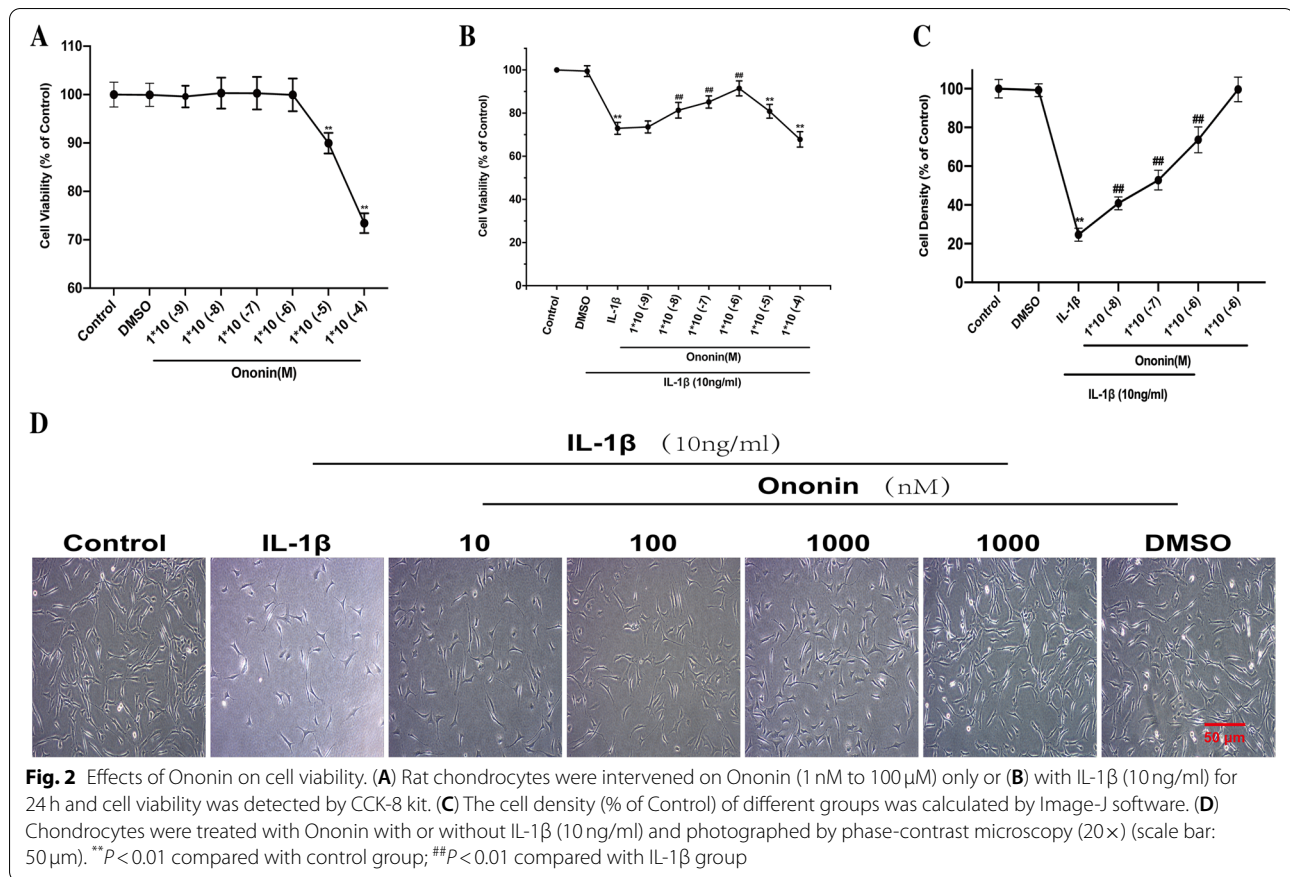 A
Cell Viability (% of Control)
110
100
90
80
70
60
**
**
Control
DMSO
1*10 (-9)
1*10 (-8)
1*10 (-7)
1*10 (-6)
1*10 (-5)
1*10 (-4)
Ononin(M)
B
Cell Viability (% of Control)
100
80
60
40
20
0
**
##
##
##
**
**
Control
DMSO
IL-1β
1*10 (-9)
1*10 (-8)
1*10 (-7)
1*10 (-6)
1*10 (-5)
1*10 (-4)
Ononin(M)
IL-1β (10ng/ml)
C
Cell Density (% of Control)
100
80
60
40
20
0
**
##
##
##
Control
DMSO
IL-1β
1*10 (-8)
1*10 (-7)
1*10 (-6)
1*10 (-6)
Ononin(M)
IL-1β (10ng/ml)
D
IL-1β (10ng/ml)
Ononin (nM)
Control IL-1β 10 100 1000 1000 DMSO
50 μm
Fig. 2 Effects of Ononin on cell viability. (A) Rat chondrocytes were intervened on Ononin (1 nM to 100 μM) only or (B) with IL-1β (10 ng/ml) for
24 h and cell viability was detected by CCK-8 kit. (C) The cell density (% of Control) of different groups was calculated by Image-J software. (D)
Chondrocytes were treated with Ononin with or without IL-1β (10 ng/ml) and photographed by phase-contrast microscopy (20×) (scale bar:
50 μm). **P < 0.01 compared with control group; ##P < 0.01 compared with IL-1β group